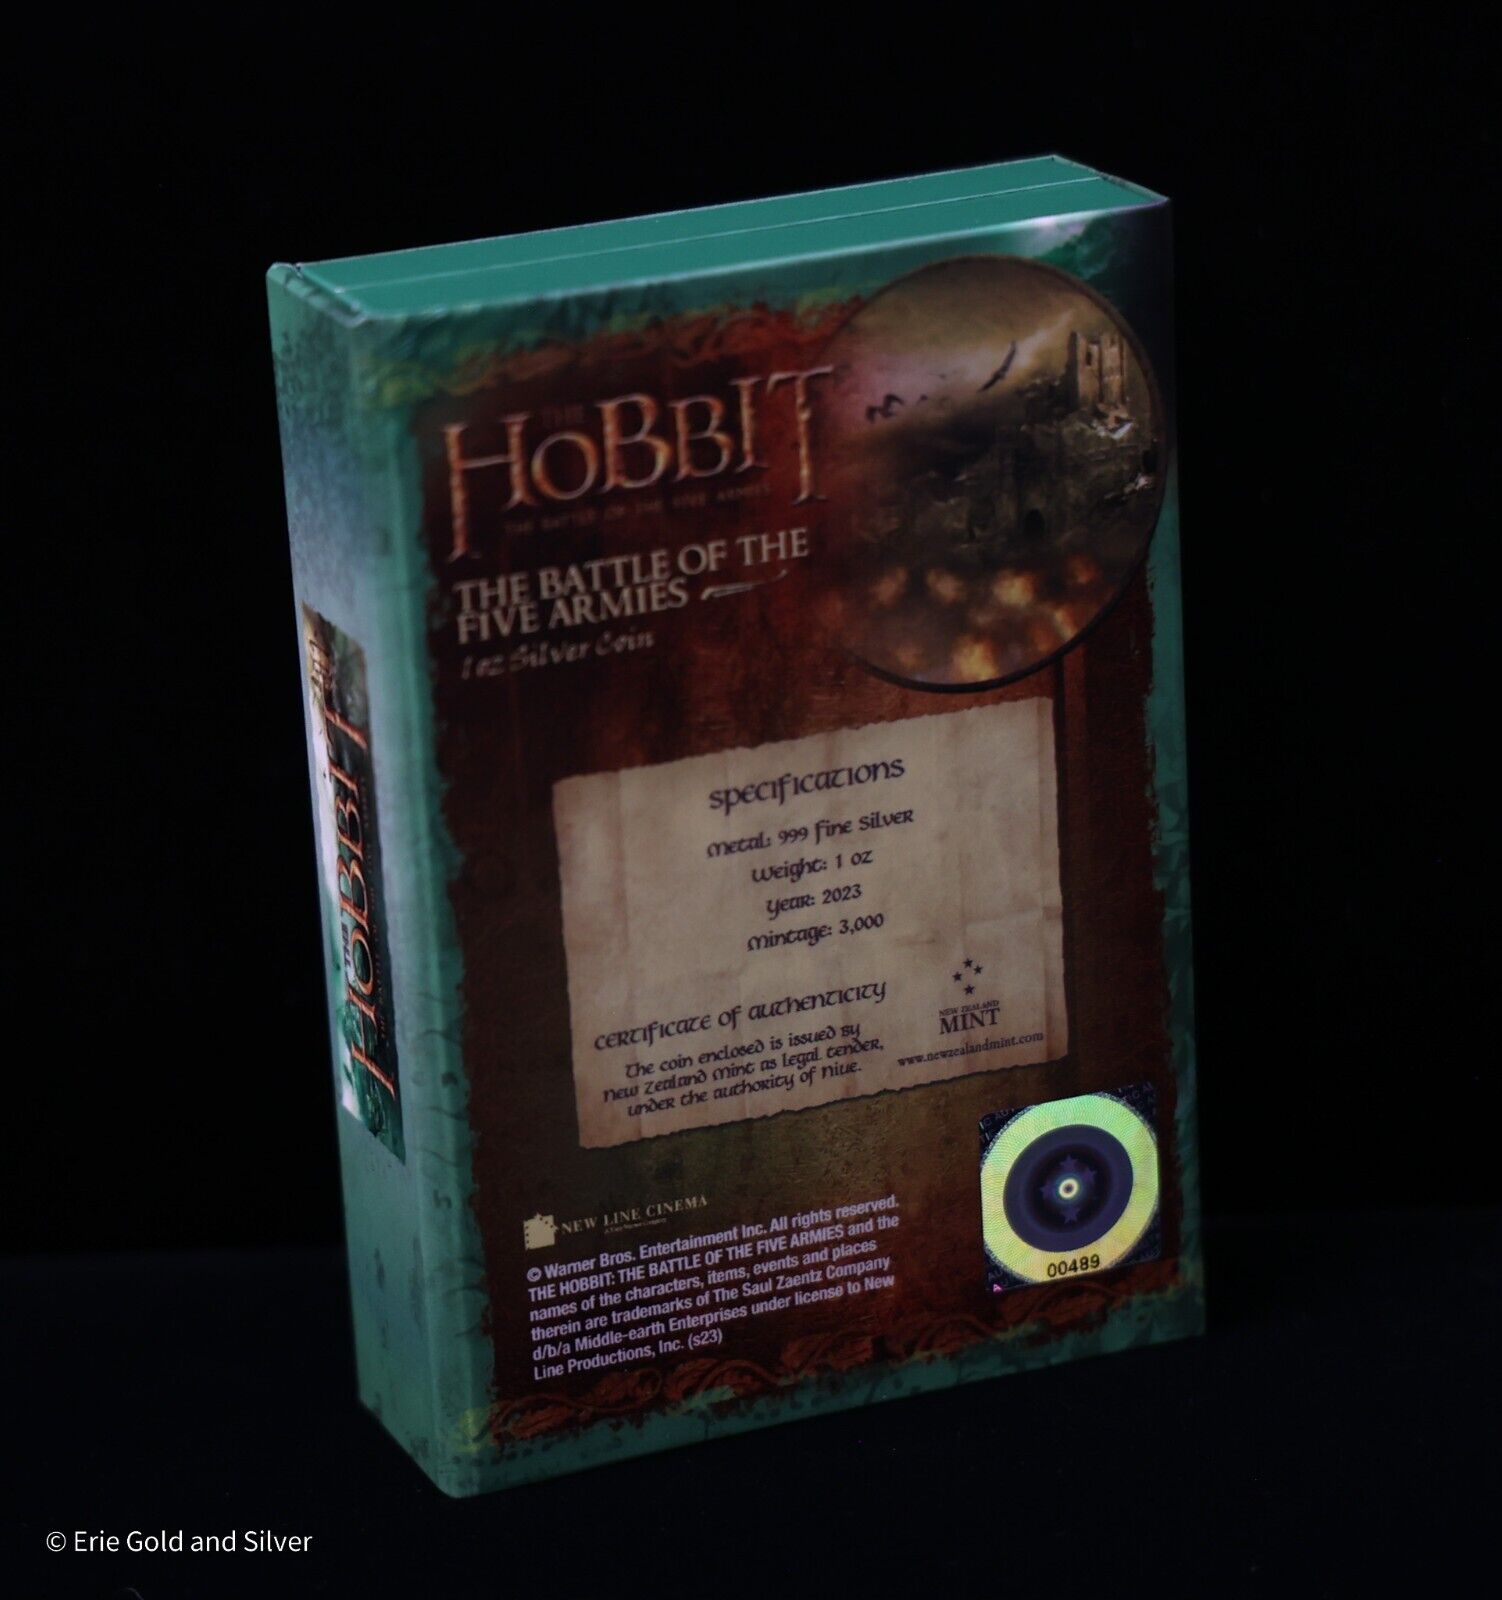 THE
HOBBIT
THE BATTLE OF THE FIVE ARMIES
THE BATTLE OF THE
FIVE ARMIES
1 oz Silver Coin
THE
HOBBIT
specifications
Metal: 999 fine Silver
Weight: 1 oz
Year: 2023
Mintage: 3,000
certificate of authenticity
The coin enclosed is issued by
New Zealand Mint as legal tender,
under the authority of Niue.
NEW ZEALAND
MINT
www.newzealandmint.com
NEW LINE CINEMA
© Warner Bros. Entertainment Inc. All rights reserved.
THE HOBBIT: THE BATTLE OF THE FIVE ARMIES and the
names of the characters, items, events and places
therein are trademarks of The Saul Zaentz Company
d/b/a Middle-earth Enterprises under license to New
Line Productions, Inc. (s23)
00489
© Erie Gold and Silver